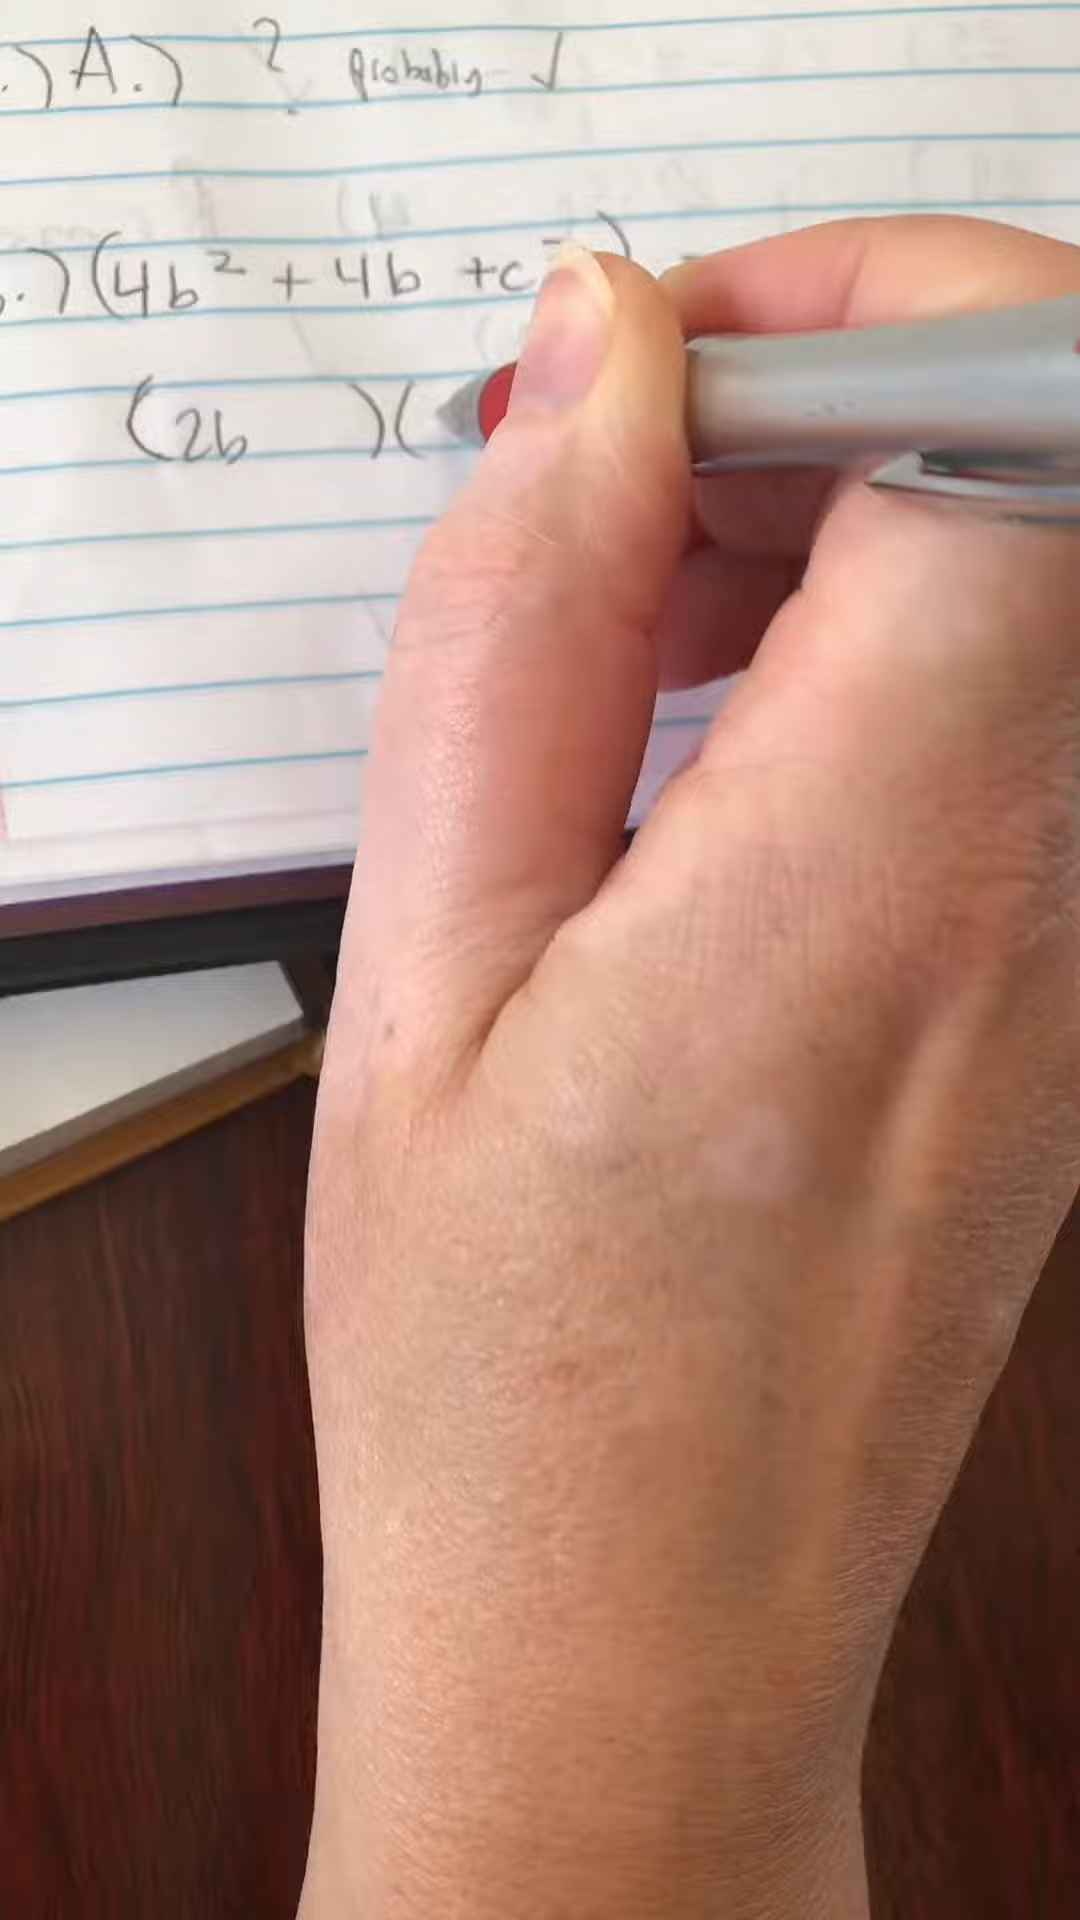 .) A.) ? probably √
.) (4b² + 4b + c )
(2b )(